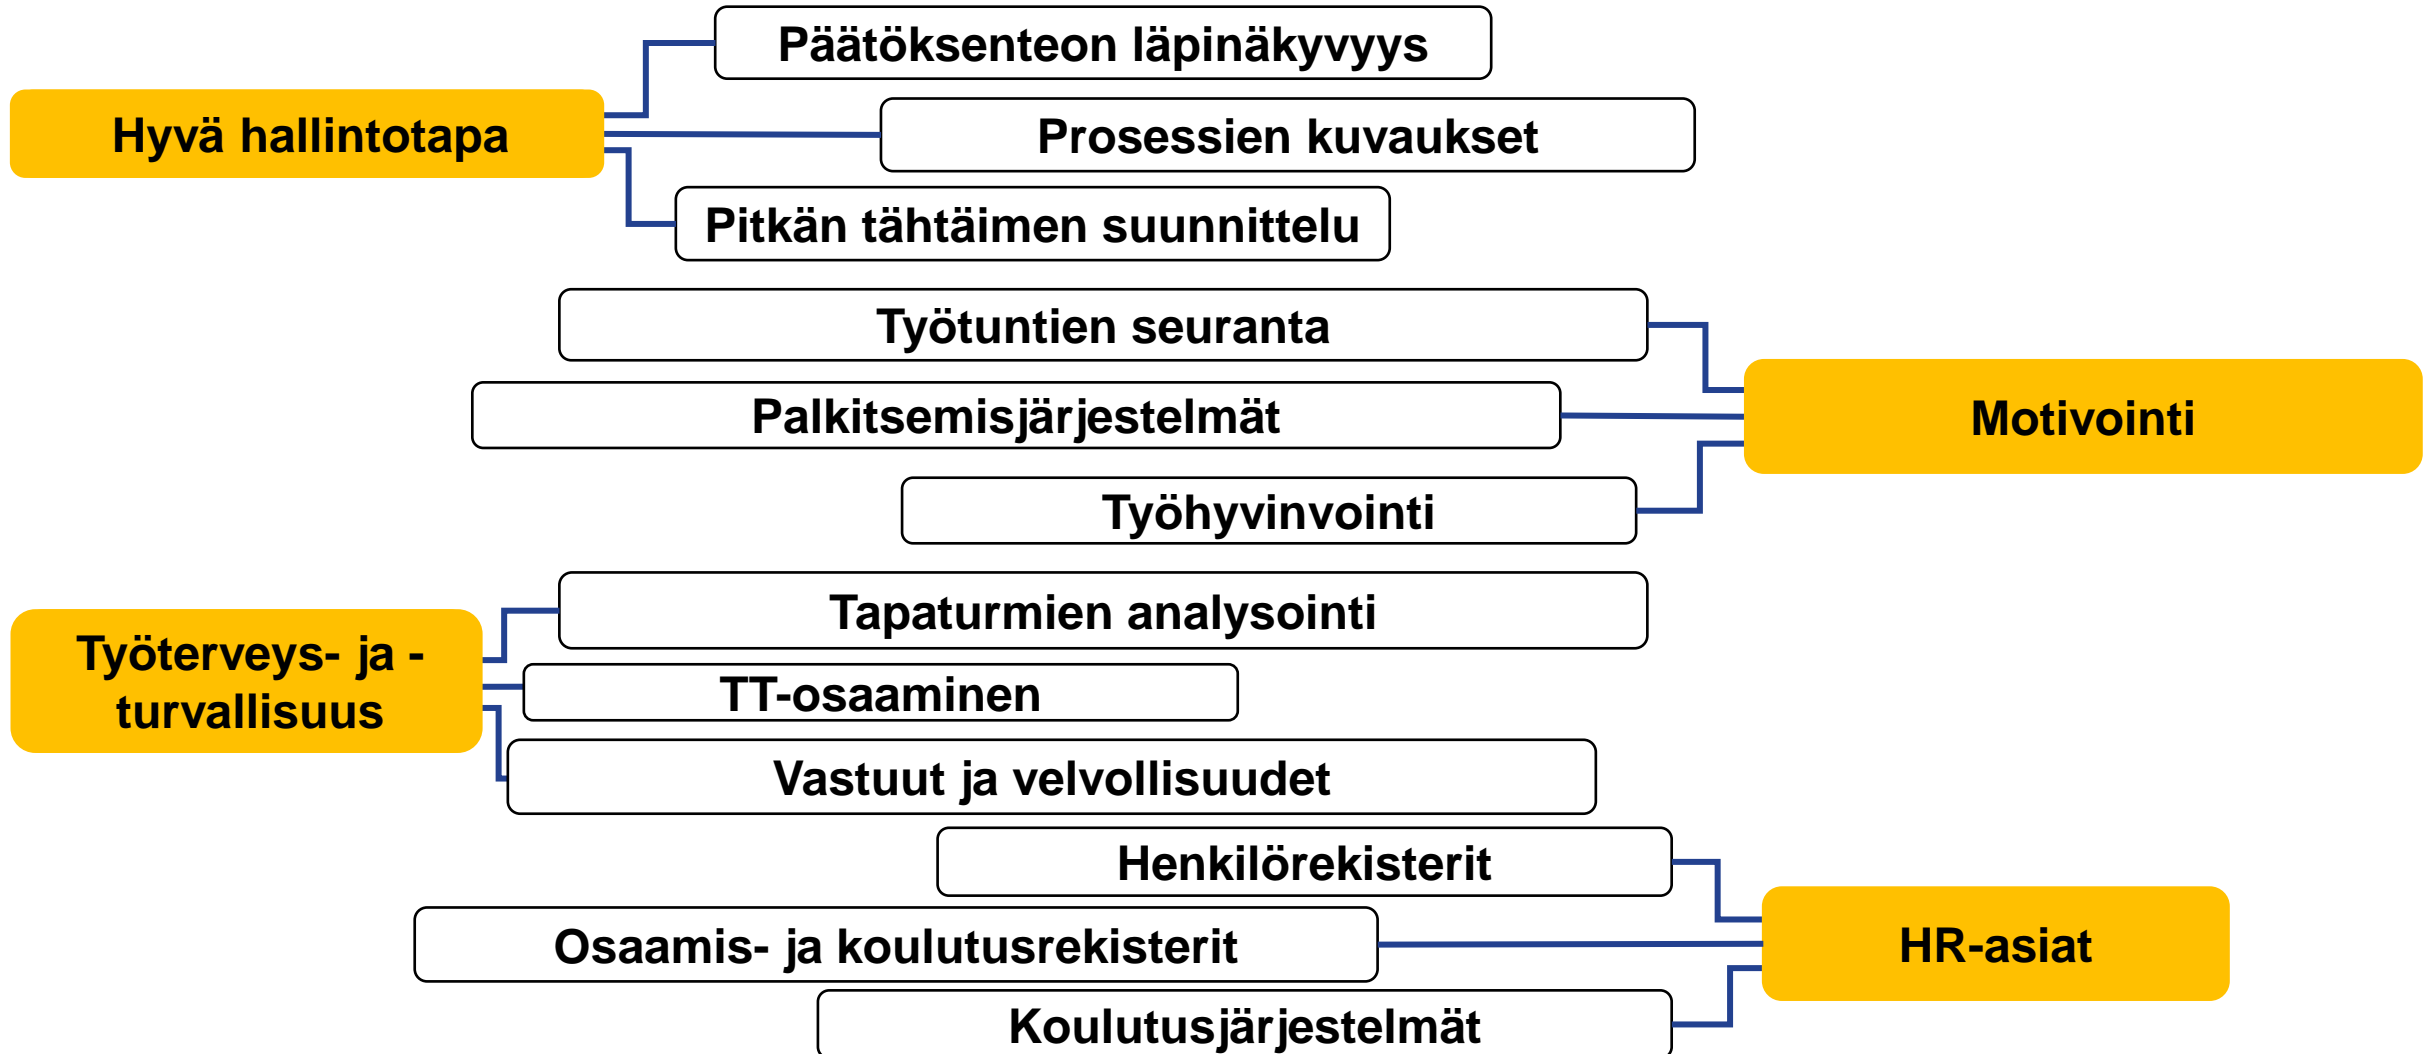 Päätöksenteon läpinäkyvyys
Hyvä hallintotapa
Prosessien kuvaukset
Pitkän tähtäimen suunnittelu
Työtuntien seuranta
Palkitsemisjärjestelmät
Motivointi
Työhyvinvointi
Tapaturmien analysointi
Työterveys- ja -
turvallisuus
TT-osaaminen
Vastuut ja velvollisuudet
Henkilörekisterit
Osaamis- ja koulutusrekisterit
HR-asiat
Koulutusjärjestelmät